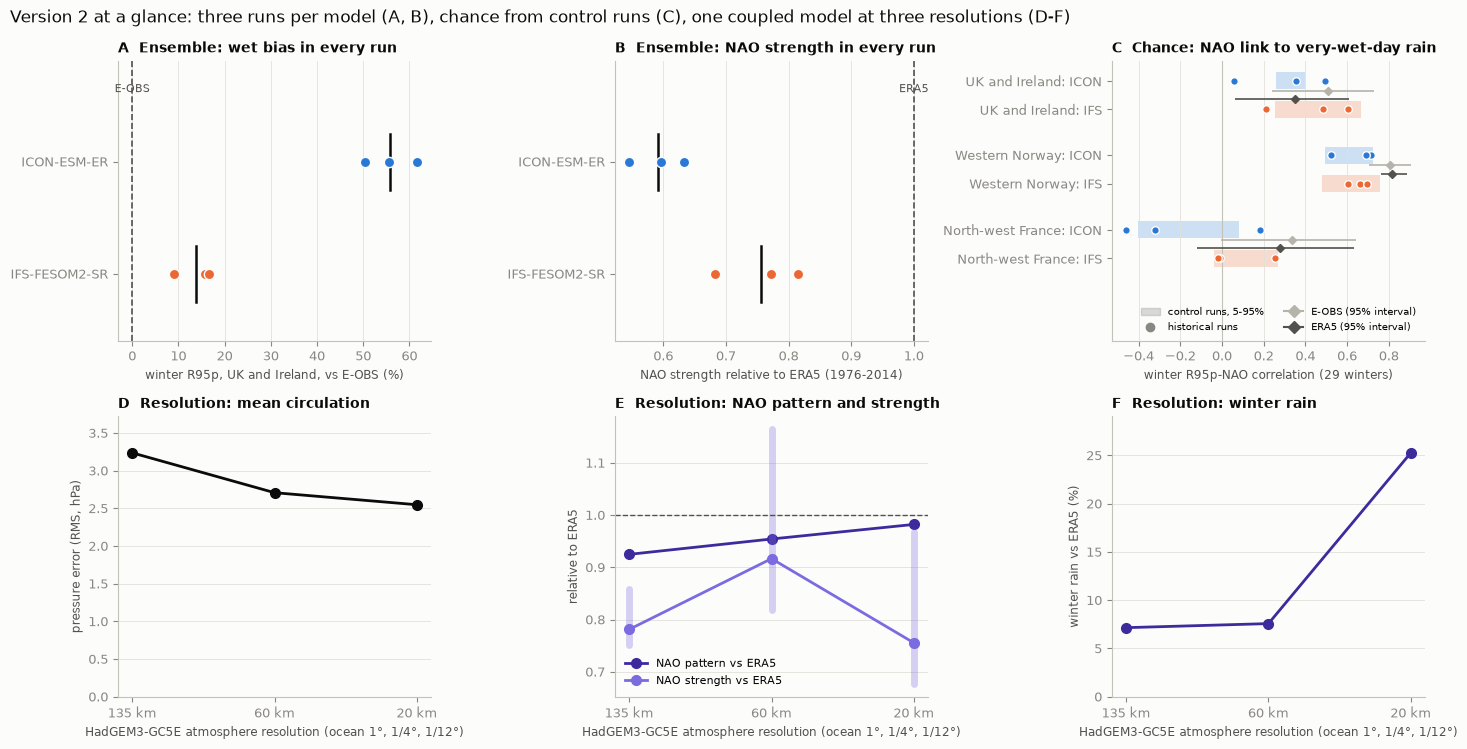 Version 2 at a glance: three runs per model (A, B), chance from control runs (C), one coupled model at three resolutions (D-F)
A Ensemble: wet bias in every run
E-OBS
ICON-ESM-ER
IFS-FESOM2-SR
0 10 20 30 40 50 60
winter R95p, UK and Ireland, vs E-OBS (%)
B Ensemble: NAO strength in every run
ERA5
ICON-ESM-ER
IFS-FESOM2-SR
0.6 0.7 0.8 0.9 1.0
NAO strength relative to ERA5 (1976-2014)
C Chance: NAO link to very-wet-day rain
UK and Ireland: ICON
UK and Ireland: IFS
Western Norway: ICON
Western Norway: IFS
North-west France: ICON
North-west France: IFS
control runs, 5-95%
historical runs
E-OBS (95% interval)
ERA5 (95% interval)
−0.4 −0.2 0.0 0.2 0.4 0.6 0.8
winter R95p-NAO correlation (29 winters)
D Resolution: mean circulation
pressure error (RMS, hPa)
3.5
3.0
2.5
2.0
1.5
1.0
0.5
0.0
135 km 60 km 20 km
HadGEM3-GC5E atmosphere resolution (ocean 1°, 1/4°, 1/12°)
E Resolution: NAO pattern and strength
relative to ERA5
1.1
1.0
0.9
0.8
0.7
NAO pattern vs ERA5
NAO strength vs ERA5
135 km 60 km 20 km
HadGEM3-GC5E atmosphere resolution (ocean 1°, 1/4°, 1/12°)
F Resolution: winter rain
winter rain vs ERA5 (%)
25
20
15
10
5
0
135 km 60 km 20 km
HadGEM3-GC5E atmosphere resolution (ocean 1°, 1/4°, 1/12°)